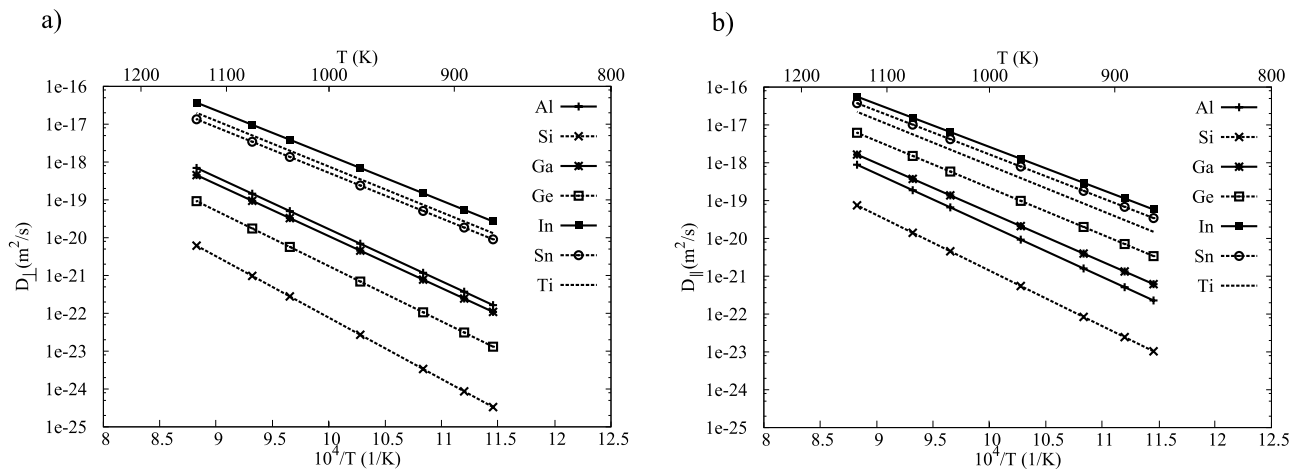 a)
T (K)
1200 1100 1000 900 800
1e-16
1e-17
1e-18
1e-19
1e-20
1e-21
1e-22
1e-23
1e-24
1e-25
D⊥(m²/s)
Al
Si
Ga
Ge
In
Sn
Ti
8 8.5 9 9.5 10 10.5 11 11.5 12 12.5
10⁴/T (1/K)
b)
T (K)
1200 1100 1000 900 800
1e-16
1e-17
1e-18
1e-19
1e-20
1e-21
1e-22
1e-23
1e-24
1e-25
D∥(m²/s)
Al
Si
Ga
Ge
In
Sn
Ti
8 8.5 9 9.5 10 10.5 11 11.5 12 12.5
10⁴/T (1/K)